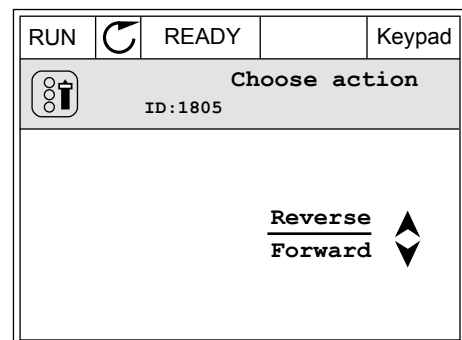 RUN READY Keypad
Choose action
ID:1805
Reverse
Forward